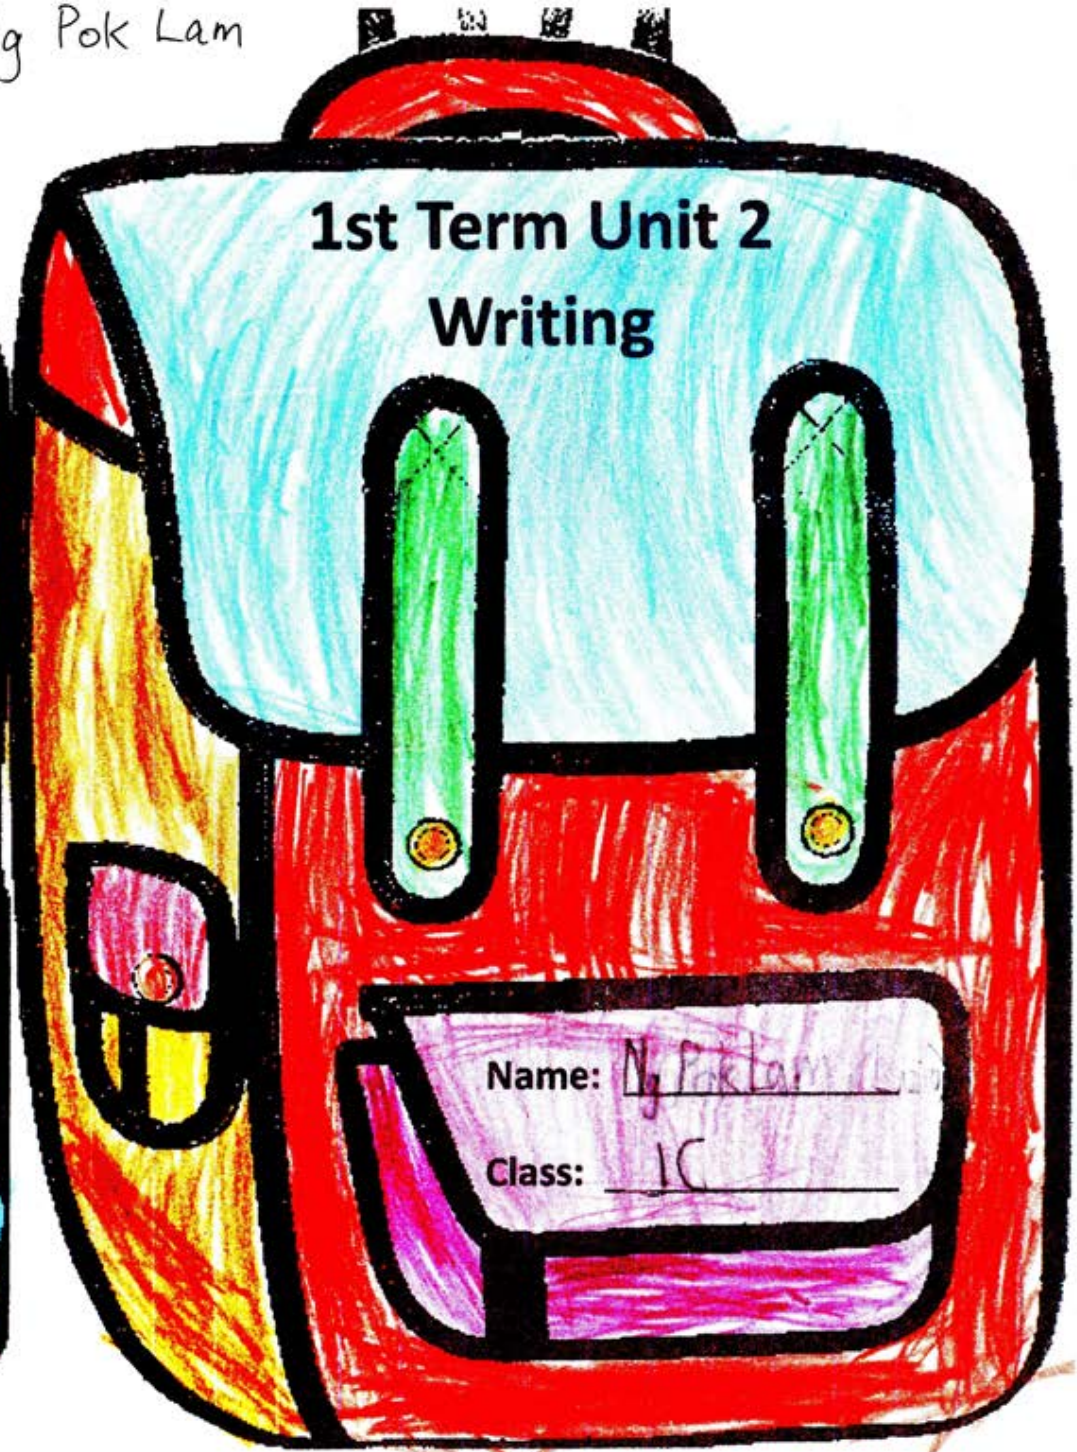 g Pok Lam
1st Term Unit 2
Writing
Name: Ng Pok Lam
Class: 1C